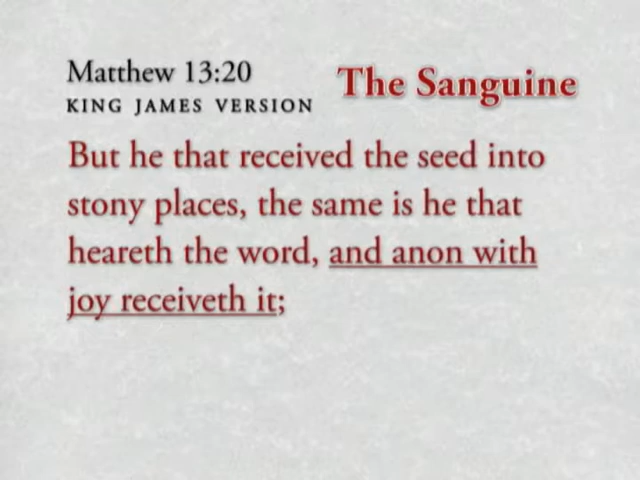 Matthew 13:20
The Sanguine
KING JAMES VERSION
But he that received the seed into
stony places, the same is he that
heareth the word, and anon with
joy receiveth it;